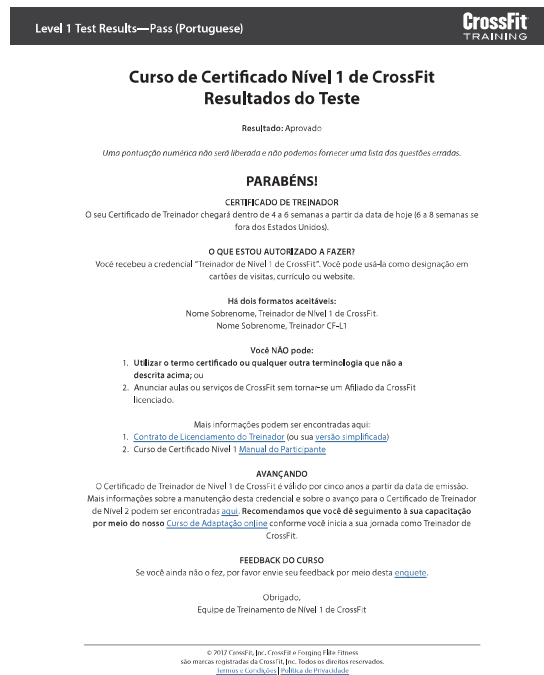 Level 1 Test Results—Pass (Portuguese)
CrossFit
TRAINING
Curso de Certificado Nível 1 de CrossFit
Resultados do Teste
Resultado: Aprovado
Uma pontuação numérica não será liberada e não podemos fornecer uma lista das questões erradas.
PARABÉNS!
CERTIFICADO DE TREINADOR
O seu Certificado de Treinador chegará dentro de 4 a 6 semanas a partir da data de hoje (6 a 8 semanas se
fora dos Estados Unidos).
O QUE ESTOU AUTORIZADO A FAZER?
Você recebeu a credencial "Treinador de Nível 1 de CrossFit". Você pode usá-la como designação em
cartões de visitas, currículo ou website.
Há dois formatos aceitáveis:
Nome Sobrenome, Treinador de Nível 1 de CrossFit.
Nome Sobrenome, Treinador CF-L1
Você NÃO pode:
1. Utilizar o termo certificado ou qualquer outra terminologia que não a
descrita acima; ou
2. Anunciar aulas ou serviços de CrossFit sem tornar-se um Afiliado da CrossFit
licenciado.
Mais informações podem ser encontradas aqui:
1. Contrato de Licenciamento do Treinador (ou sua versão simplificada)
2. Curso de Certificado Nível 1 Manual do Participante
AVANÇANDO
O Certificado de Treinador de Nível 1 de CrossFit é válido por cinco anos a partir da data de emissão.
Mais informações sobre a manutenção desta credencial e sobre o avanço para o Certificado de Treinador
de Nível 2 podem ser encontradas aqui. Recomendamos que você dê seguimento à sua capacitação
por meio do nosso Curso de Adaptação online conforme você inicia a sua jornada como Treinador de
CrossFit.
FEEDBACK DO CURSO
Se você ainda não o fez, por favor envie seu feedback por meio desta enquete.
Obrigado,
Equipe de Treinamento de Nível 1 de CrossFit
© 2017 CrossFit, Inc. CrossFit e Forging Elite Fitness
são marcas registradas da CrossFit, Inc. Todos os direitos reservados.
Termos e Condições | Política de Privacidade